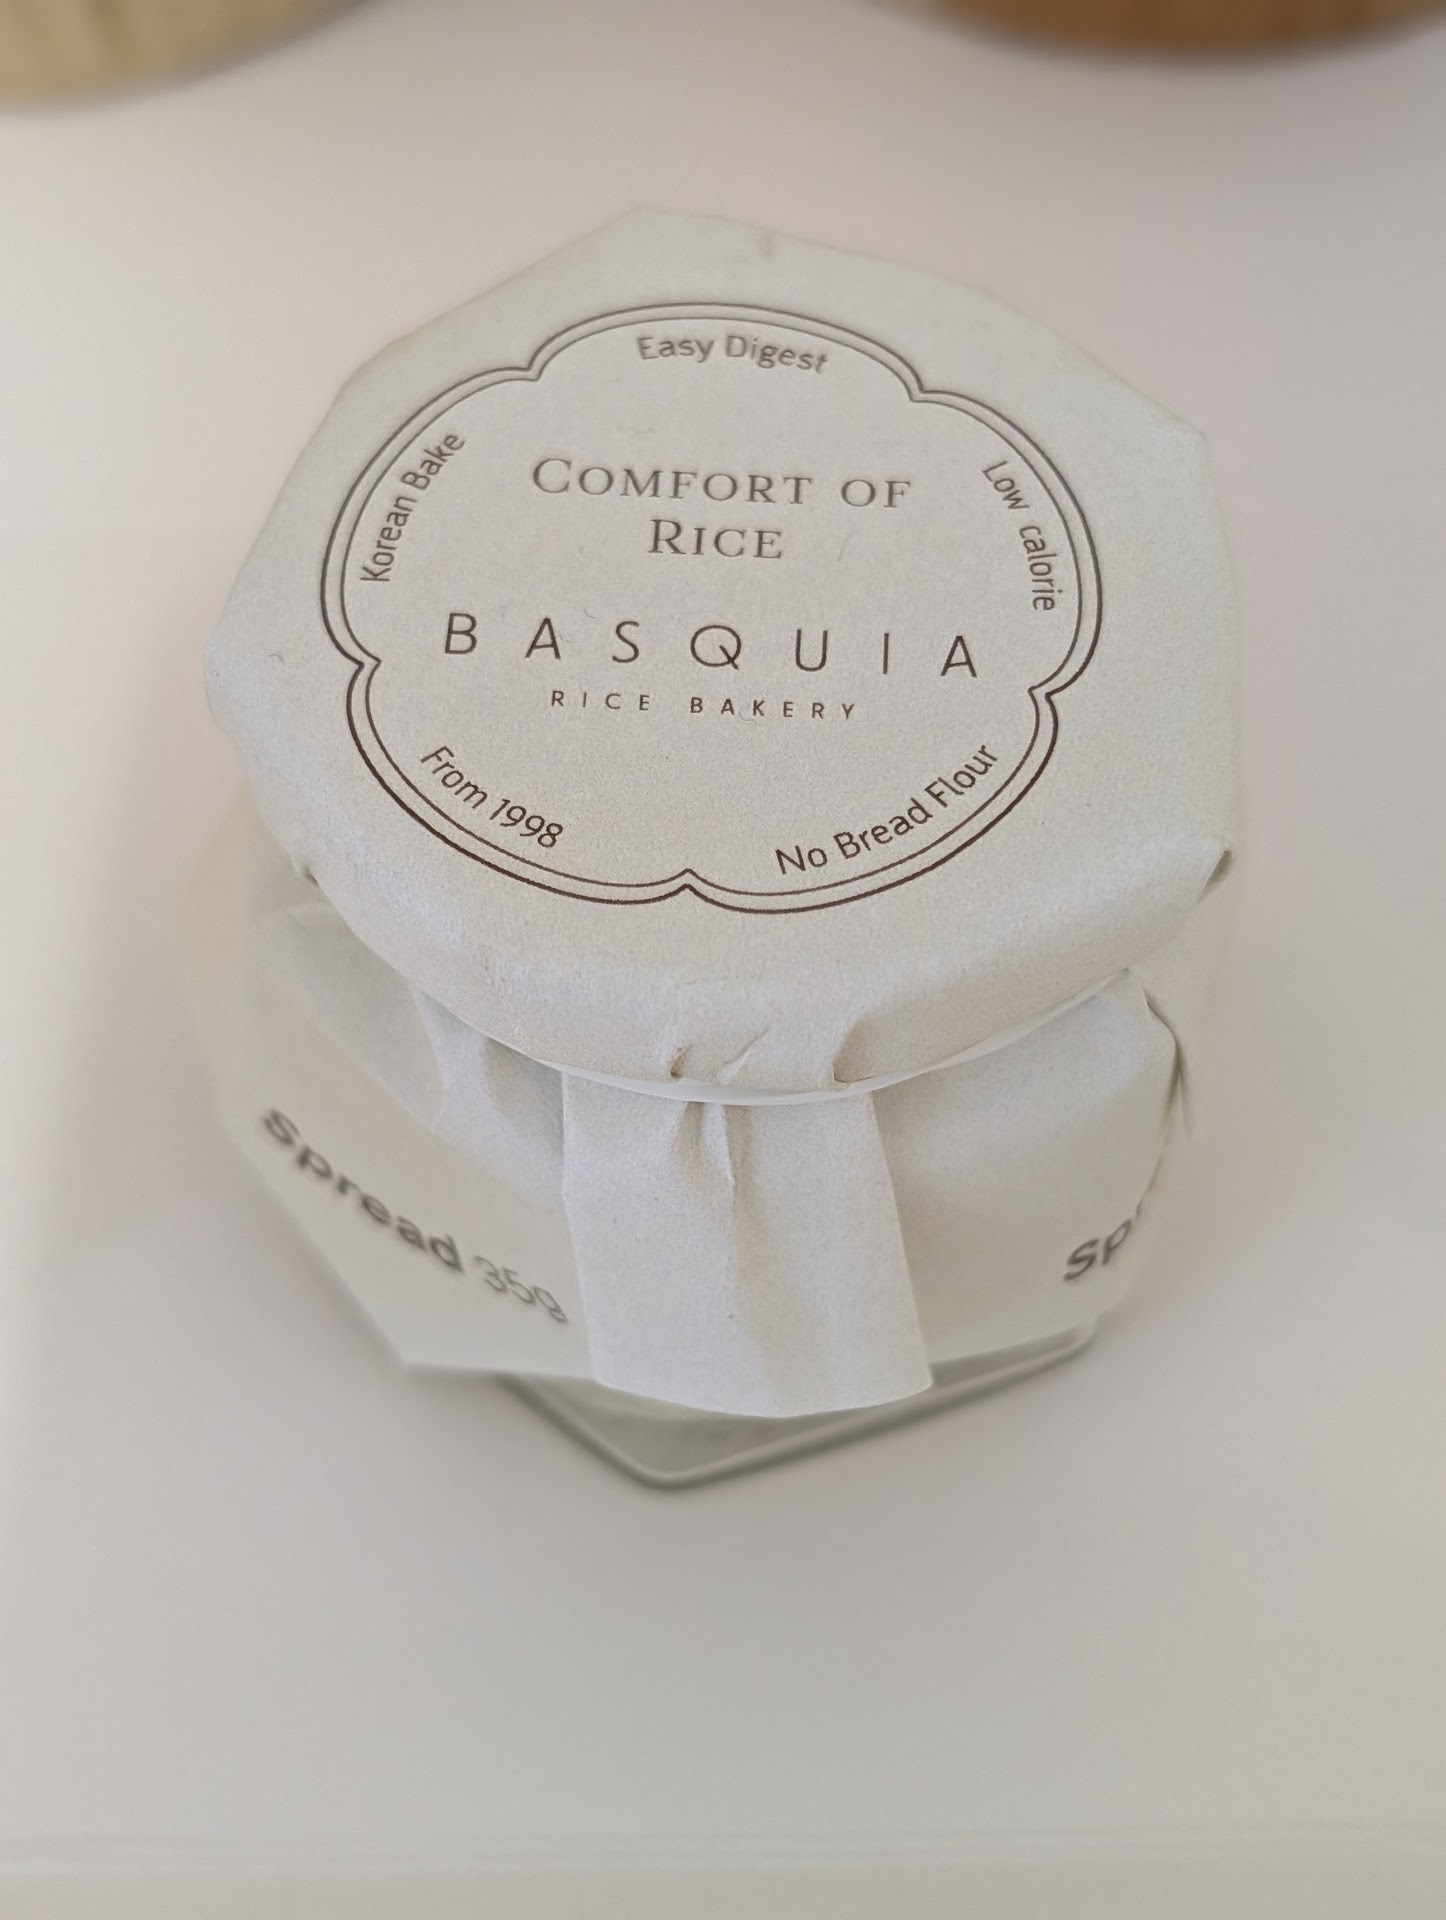 Easy Digest
Korean Bake
Low calorie
COMFORT OF
RICE
BASQUIA
RICE BAKERY
From 1998
No Bread Flour
Spread 35g